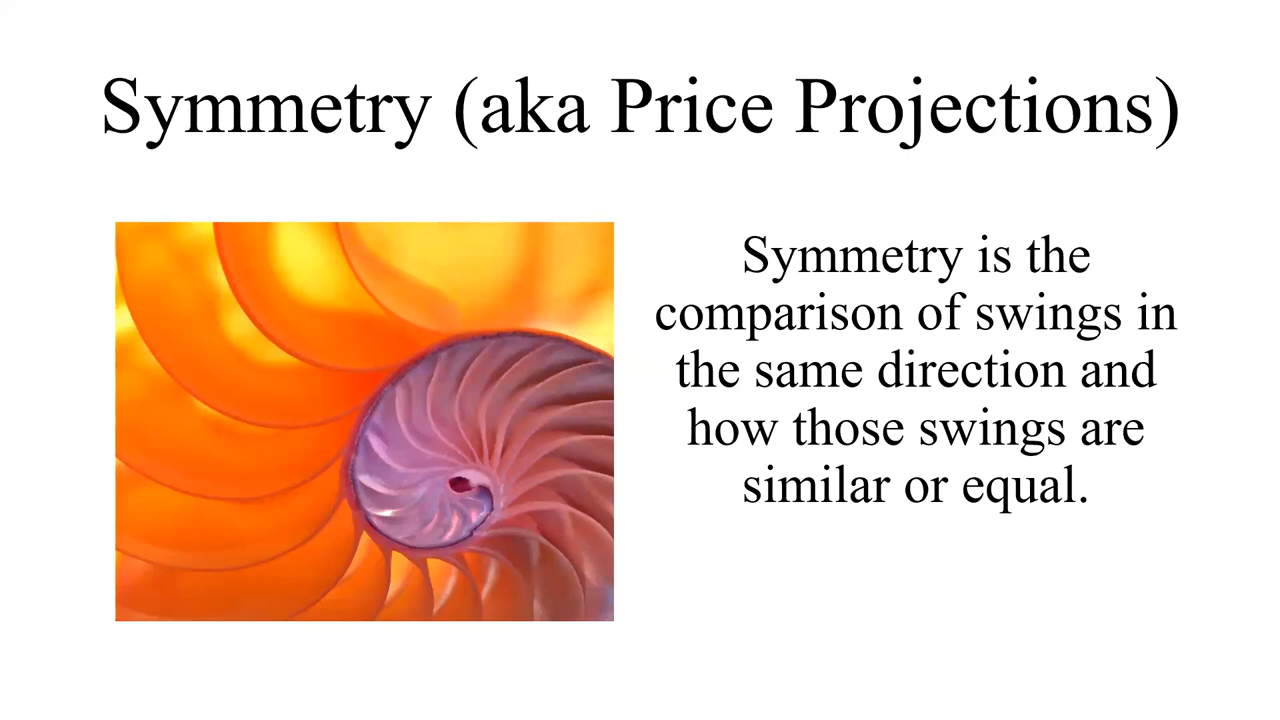 Symmetry (aka Price Projections)
Symmetry is the
comparison of swings in
the same direction and
how those swings are
similar or equal.